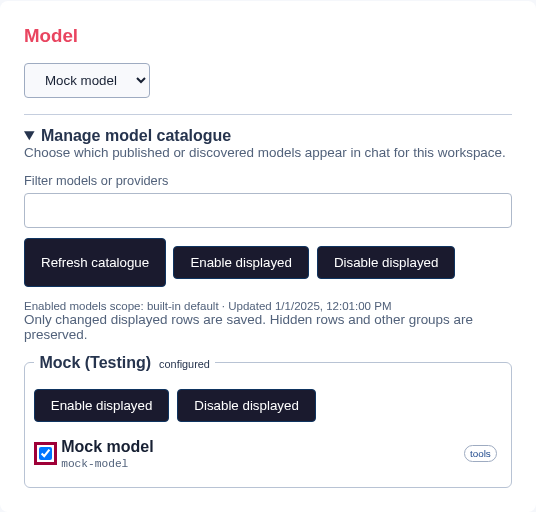 Model
Mock model
Manage model catalogue
Choose which published or discovered models appear in chat for this workspace.
Filter models or providers
Refresh catalogue Enable displayed Disable displayed
Enabled models scope: built-in default · Updated 1/1/2025, 12:01:00 PM
Only changed displayed rows are saved. Hidden rows and other groups are
preserved.
Mock (Testing) configured
Enable displayed Disable displayed
Mock model
mock-model
tools